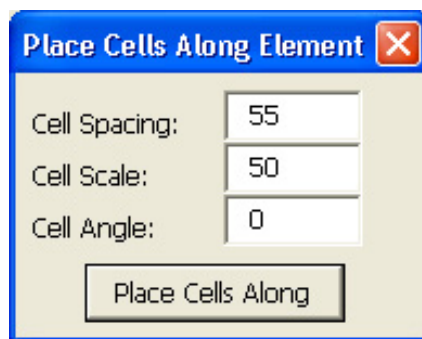 Place Cells Along Element
Cell Spacing: 55
Cell Scale: 50
Cell Angle: 0
Place Cells Along